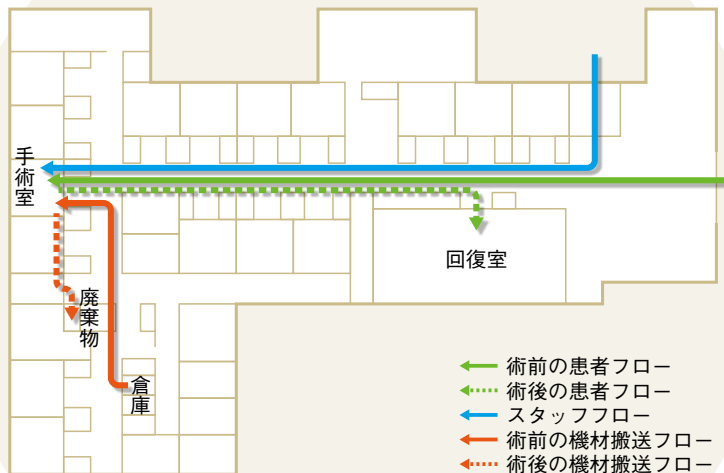 手術室
回復室
廃棄物
倉庫
術前の患者フロー
術後の患者フロー
スタッフフロー
術前の機材搬送フロー
術後の機材搬送フロー